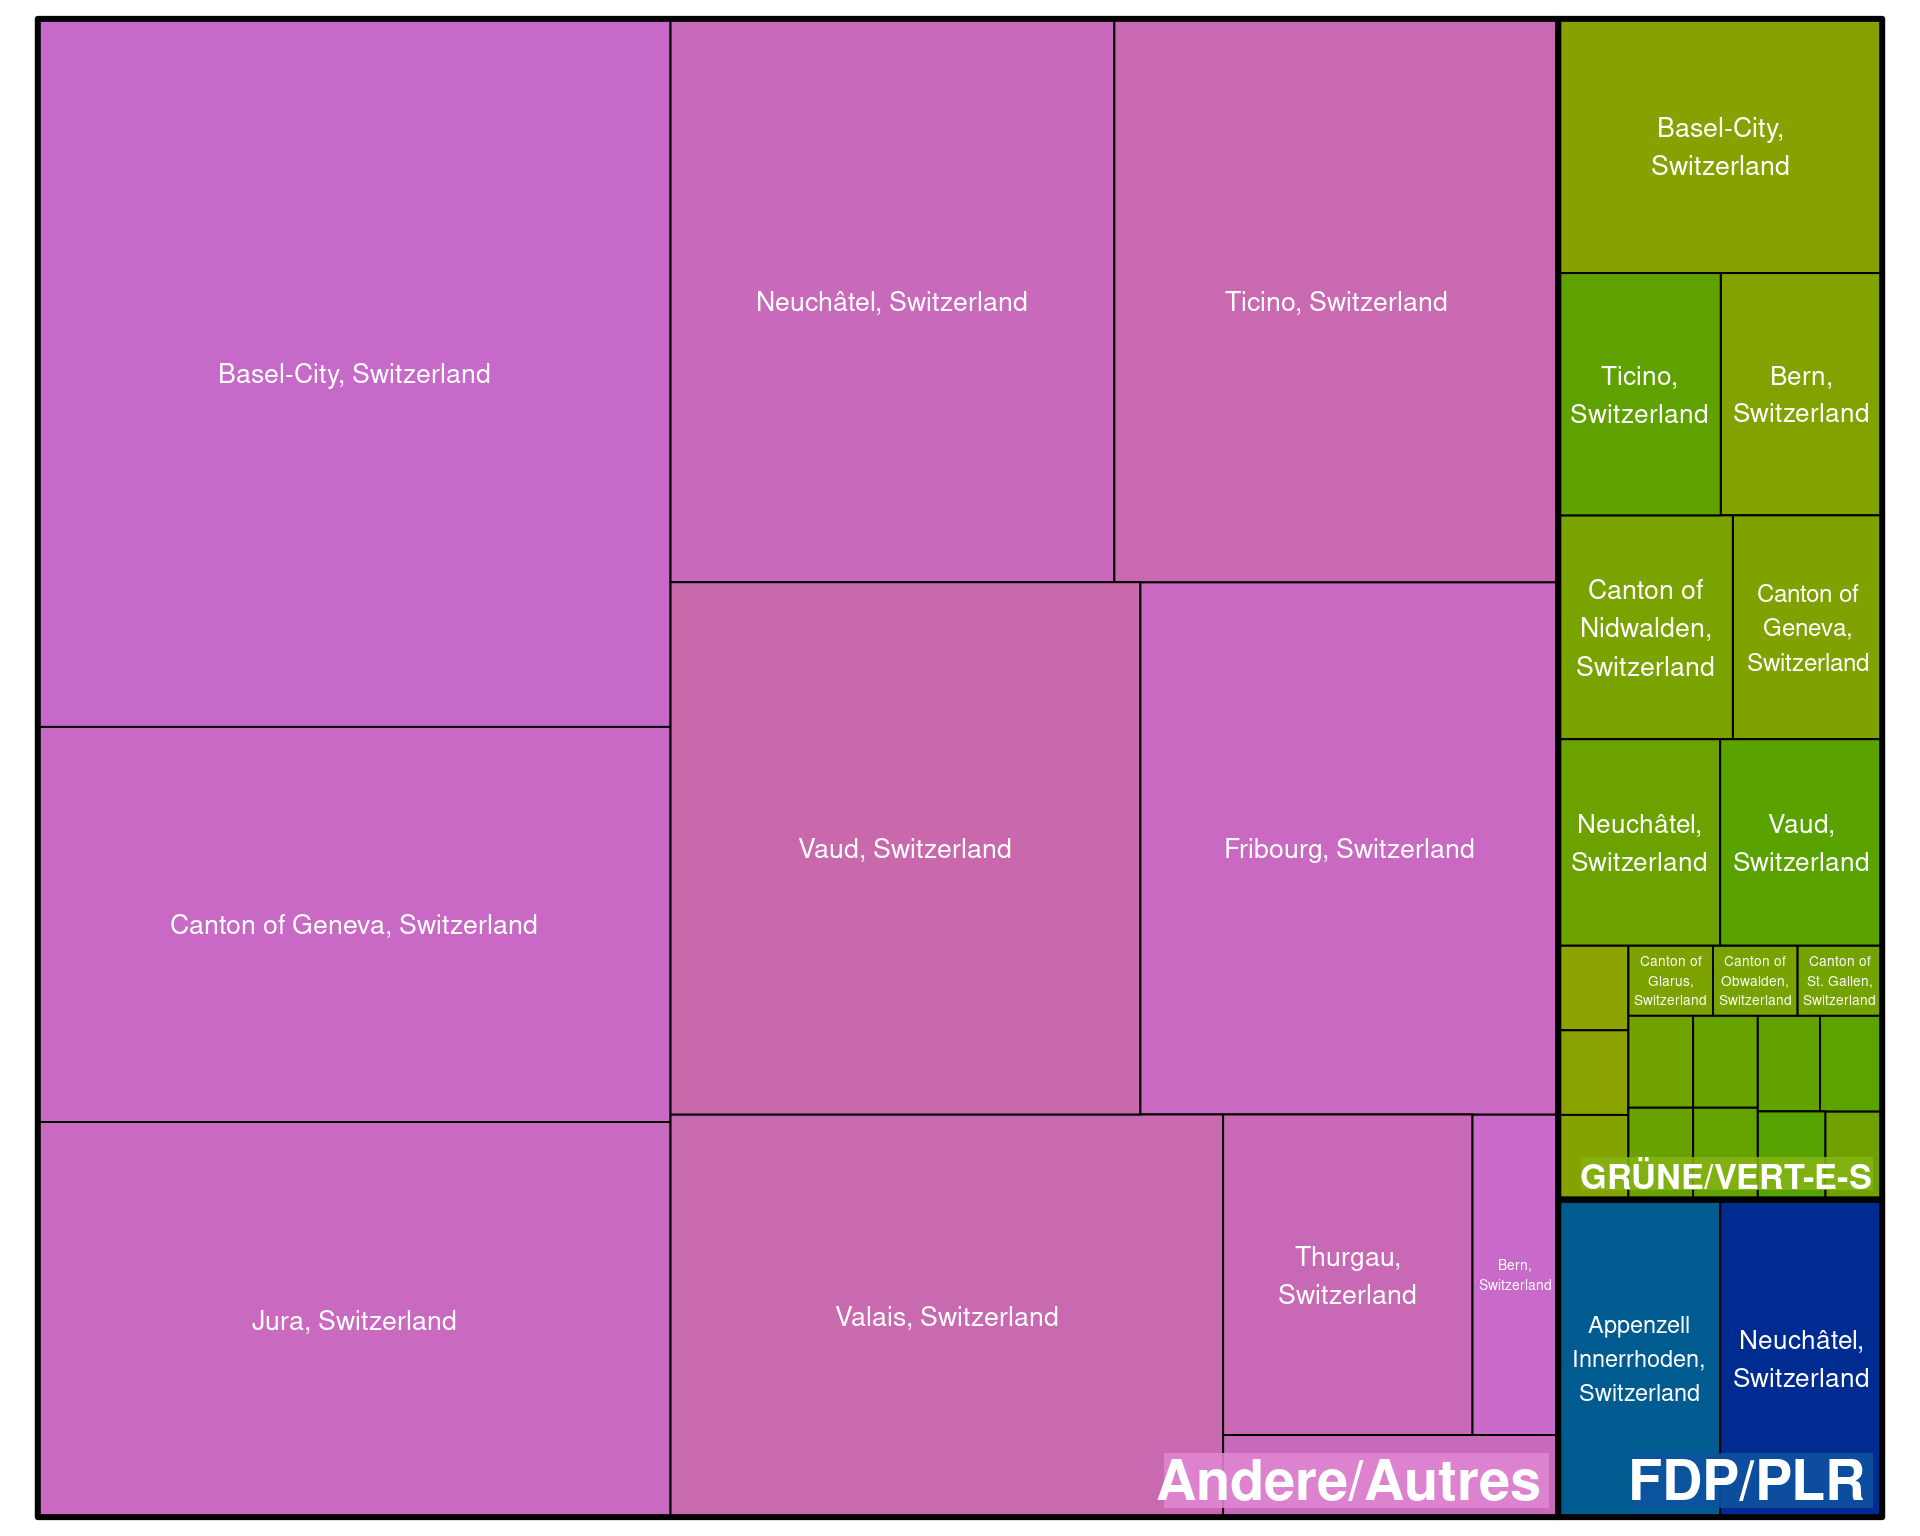 Basel-City, Switzerland
Canton of Geneva, Switzerland
Jura, Switzerland
Neuchâtel, Switzerland
Ticino, Switzerland
Vaud, Switzerland
Fribourg, Switzerland
Valais, Switzerland
Thurgau,
Switzerland
Bern,
Switzerland
Andere/Autres
Basel-City,
Switzerland
Ticino,
Switzerland
Bern,
Switzerland
Canton of
Nidwalden,
Switzerland
Canton of
Geneva,
Switzerland
Neuchâtel,
Switzerland
Vaud,
Switzerland
Canton of
Glarus,
Switzerland
Canton of
Obwalden,
Switzerland
Canton of
St. Gallen,
Switzerland
GRÜNE/VERT-E-S
Appenzell
Innerrhoden,
Switzerland
Neuchâtel,
Switzerland
FDP/PLR